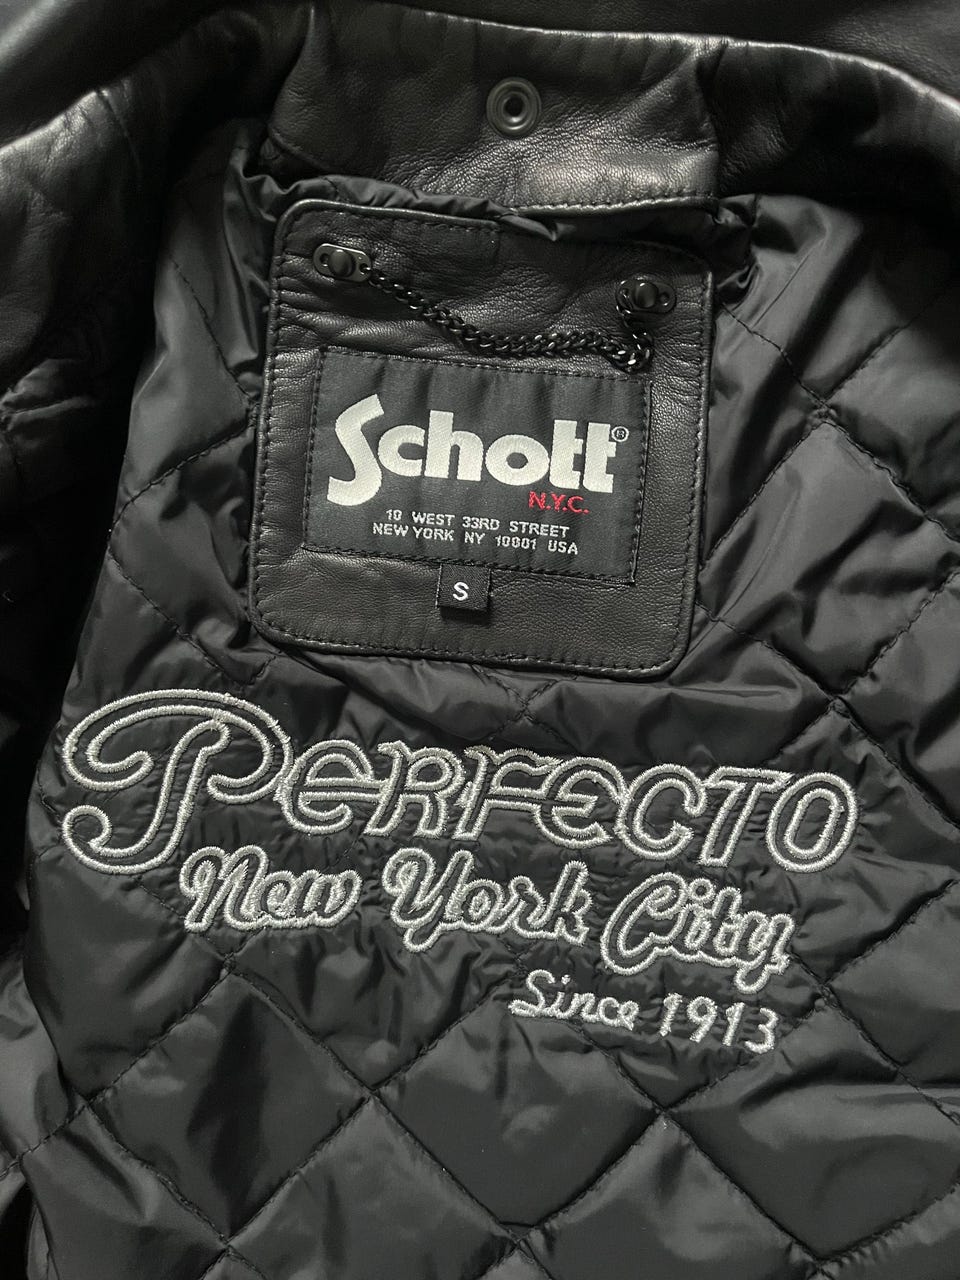 Schott®
N.Y.C.
10 WEST 33RD STREET
NEW YORK NY 10001 USA
S
PERFECTO
New York City
Since 1913